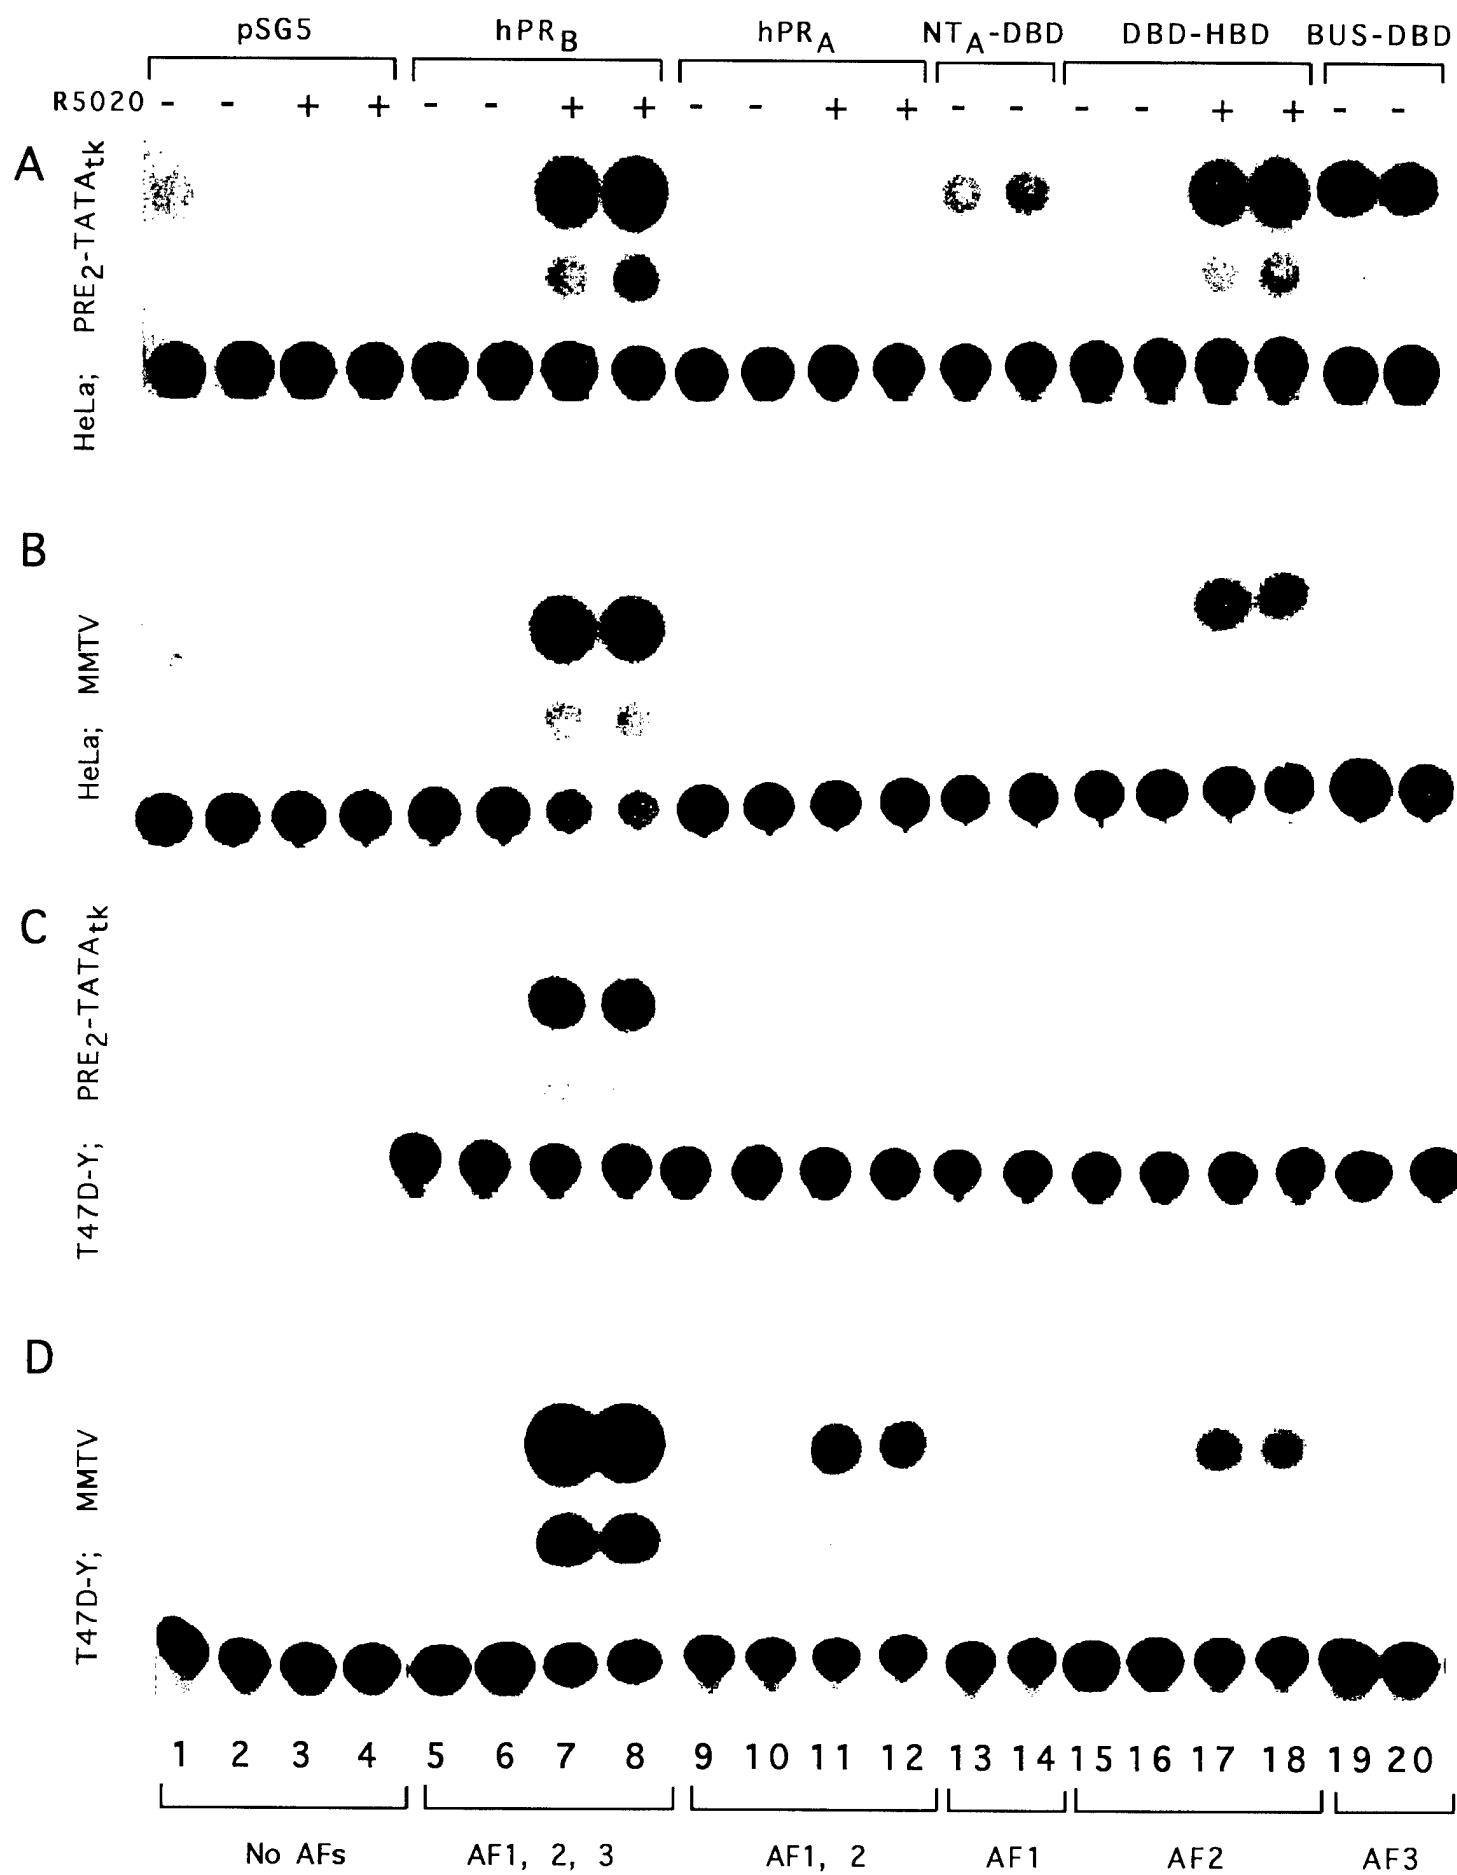 pSG5 hPRB hPRA NTA-DBD DBD-HBD BUS-DBD
R5020 - - + + - - + + - - + + - - - - + + - -
A
HeLa; PRE2-TATAtk
B
HeLa; MMTV
C
T47D-Y; PRE2-TATAtk
D
T47D-Y; MMTV
1 2 3 4 5 6 7 8 9 10 11 12 13 14 15 16 17 18 19 20
No AFs AF1, 2, 3 AF1, 2 AF1 AF2 AF3